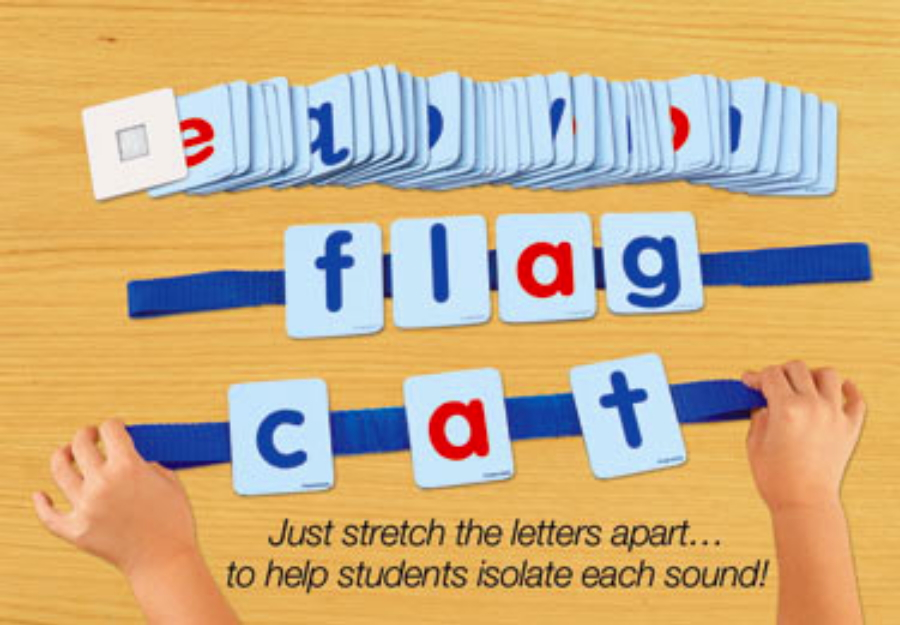 e a
flag
cat
Just stretch the letters apart...
to help students isolate each sound!